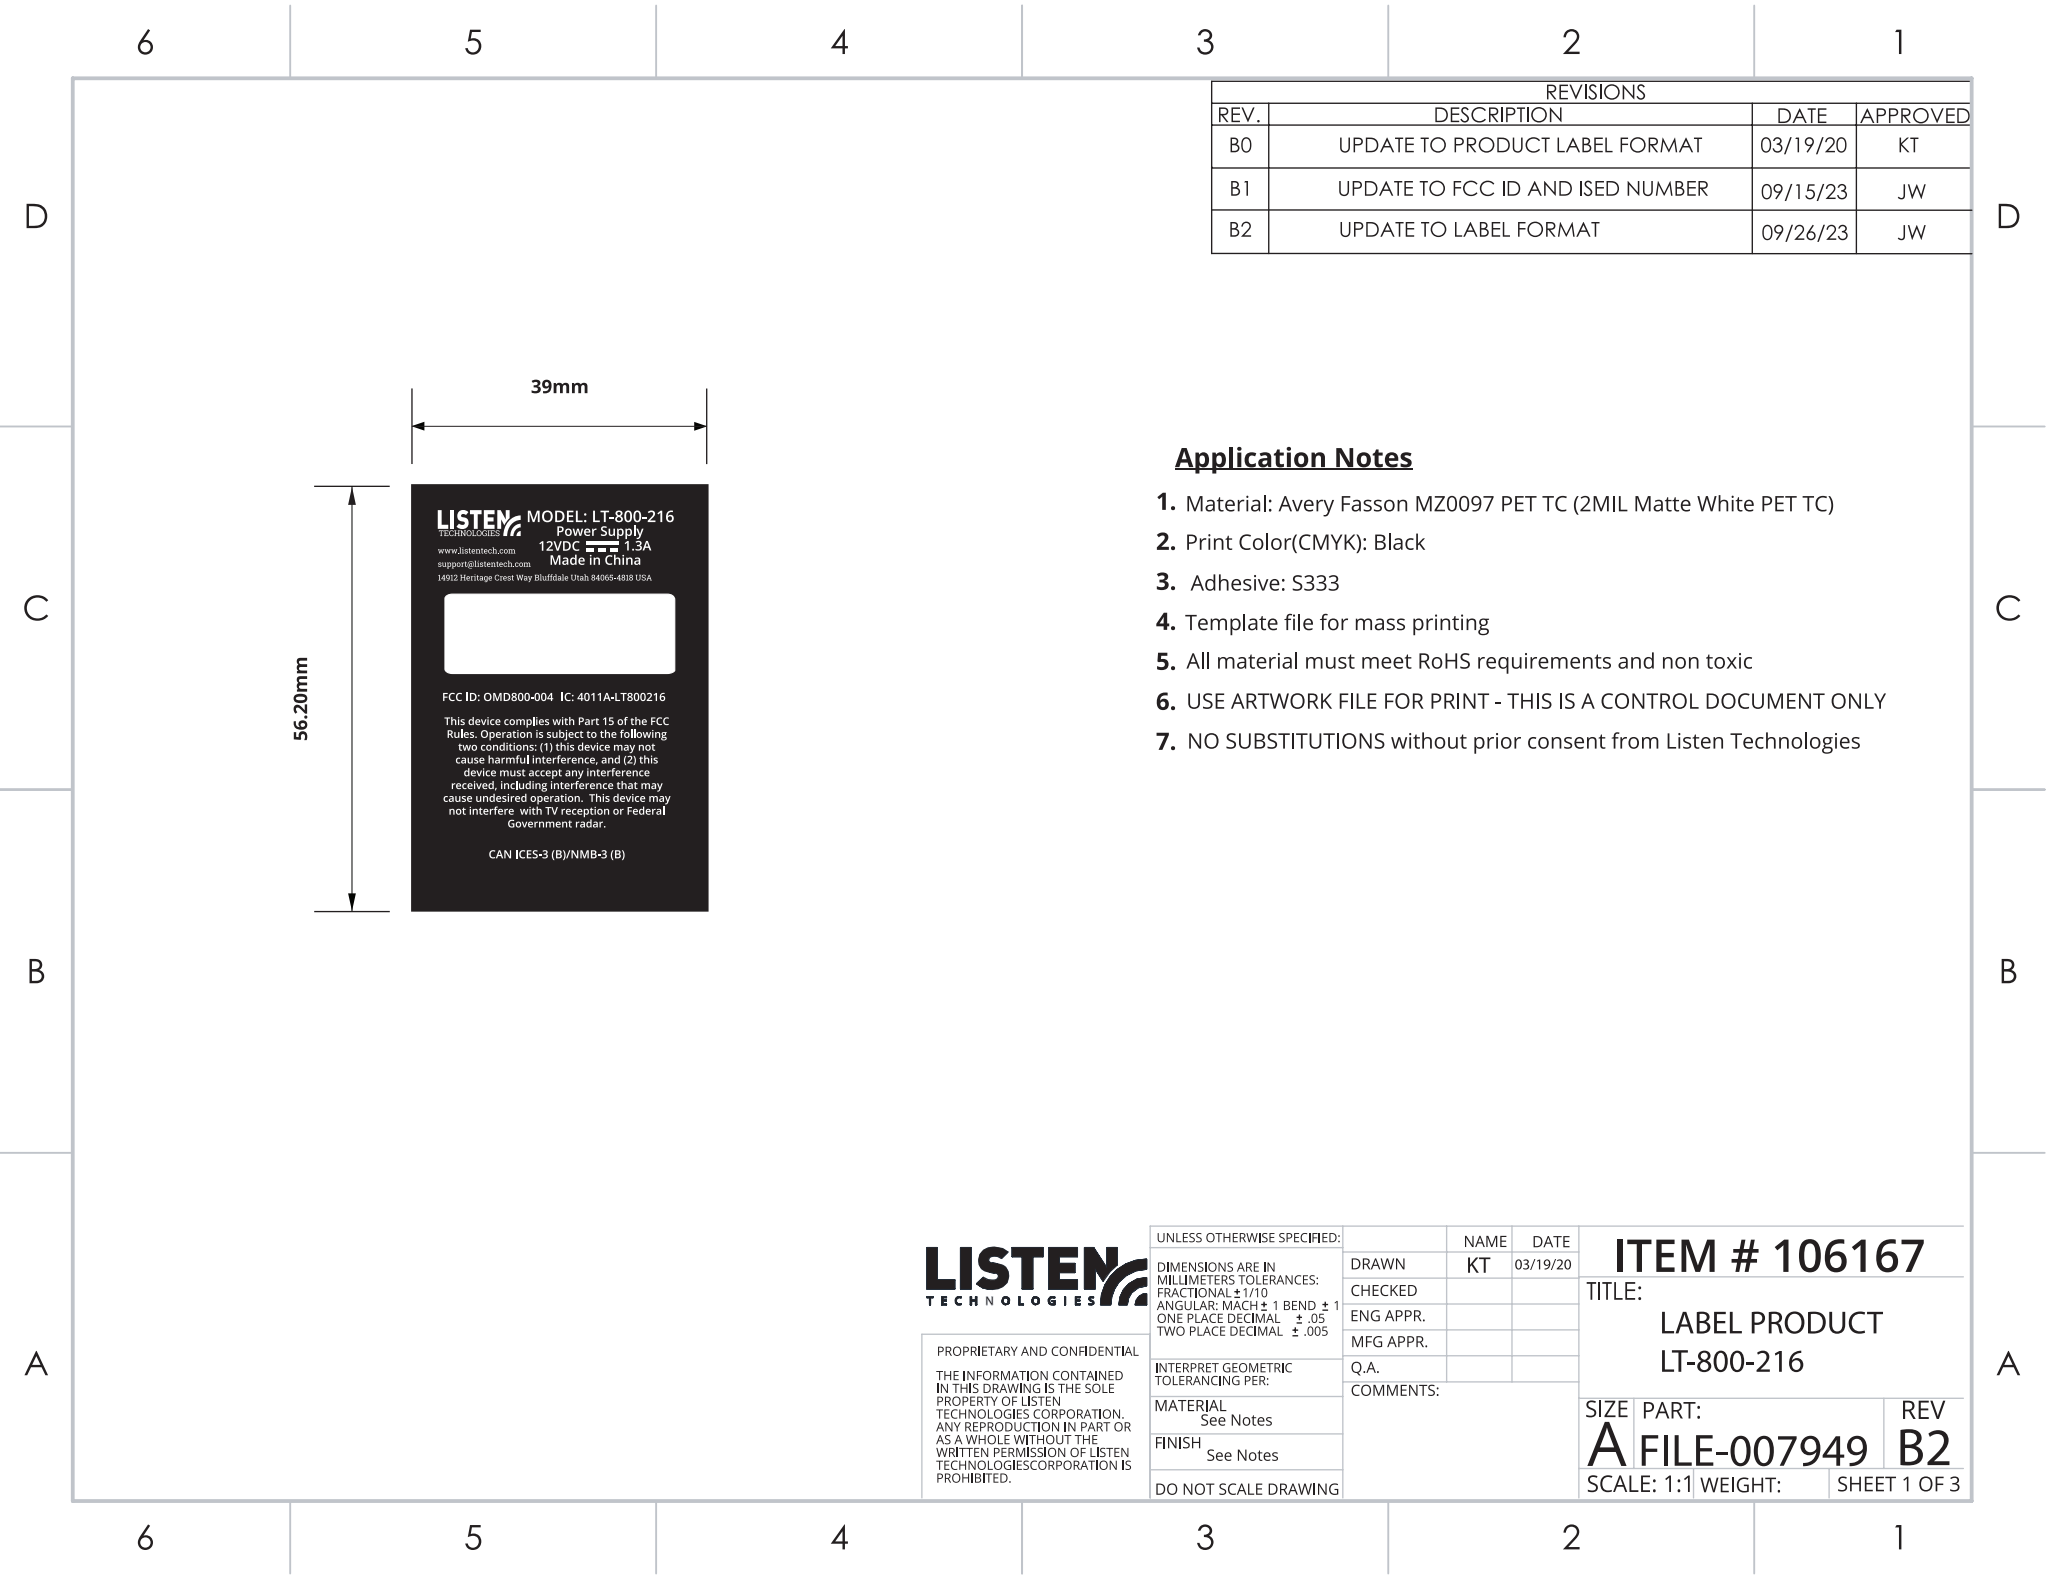 6 5 4 3 2 1
REVISIONS
REV. DESCRIPTION DATE APPROVED
B0 UPDATE TO PRODUCT LABEL FORMAT 03/19/20 KT
B1 UPDATE TO FCC ID AND ISED NUMBER 09/15/23 JW
B2 UPDATE TO LABEL FORMAT 09/26/23 JW
D D
39mm
56.20mm
LISTEN
TECHNOLOGIES
www.listentech.com
support@listentech.com
MODEL: LT-800-216
Power Supply
12VDC 1.3A
Made in China
14912 Heritage Crest Way Bluffdale Utah 84065-4818 USA
FCC ID: OMD800-004 IC: 4011A-LT800216
This device complies with Part 15 of the FCC
Rules. Operation is subject to the following
two conditions: (1) this device may not
cause harmful interference, and (2) this
device must accept any interference
received, including interference that may
cause undesired operation. This device may
not interfere with TV reception or Federal
Government radar.
CAN ICES-3 (B)/NMB-3 (B)
Application Notes
1. Material: Avery Fasson MZ0097 PET TC (2MIL Matte White PET TC)
2. Print Color(CMYK): Black
3. Adhesive: S333
4. Template file for mass printing
5. All material must meet RoHS requirements and non toxic
6. USE ARTWORK FILE FOR PRINT - THIS IS A CONTROL DOCUMENT ONLY
7. NO SUBSTITUTIONS without prior consent from Listen Technologies
C C
B B
A A
LISTEN
TECHNOLOGIES
PROPRIETARY AND CONFIDENTIAL
THE INFORMATION CONTAINED
IN THIS DRAWING IS THE SOLE
PROPERTY OF LISTEN
TECHNOLOGIES CORPORATION.
ANY REPRODUCTION IN PART OR
AS A WHOLE WITHOUT THE
WRITTEN PERMISSION OF LISTEN
TECHNOLOGIESCORPORATION IS
PROHIBITED.
UNLESS OTHERWISE SPECIFIED:
DIMENSIONS ARE IN
MILLIMETERS TOLERANCES:
FRACTIONAL ±1/10
ANGULAR: MACH ± 1 BEND ± 1
ONE PLACE DECIMAL ± .05
TWO PLACE DECIMAL ± .005
INTERPRET GEOMETRIC
TOLERANCING PER:
MATERIAL
See Notes
FINISH
See Notes
DO NOT SCALE DRAWING
NAME DATE
DRAWN KT 03/19/20
CHECKED
ENG APPR.
MFG APPR.
Q.A.
COMMENTS:
ITEM # 106167
TITLE:
LABEL PRODUCT
LT-800-216
SIZE PART: REV
A FILE-007949 B2
SCALE: 1:1 WEIGHT: SHEET 1 OF 3
6 5 4 3 2 1